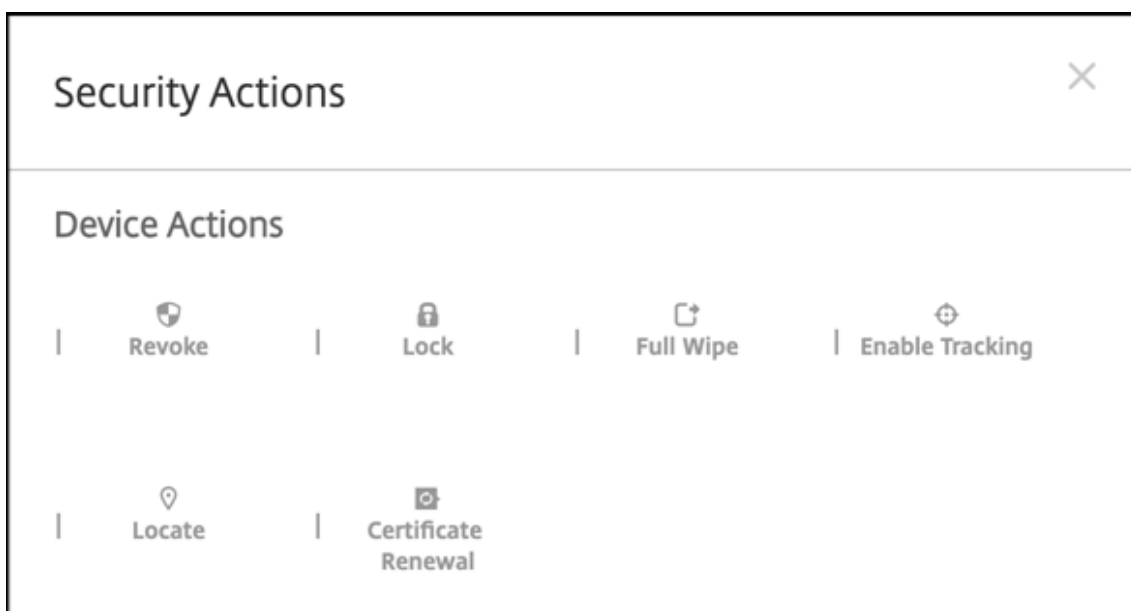 Security Actions
Device Actions
Revoke
Lock
Full Wipe
Enable Tracking
Locate
Certificate
Renewal